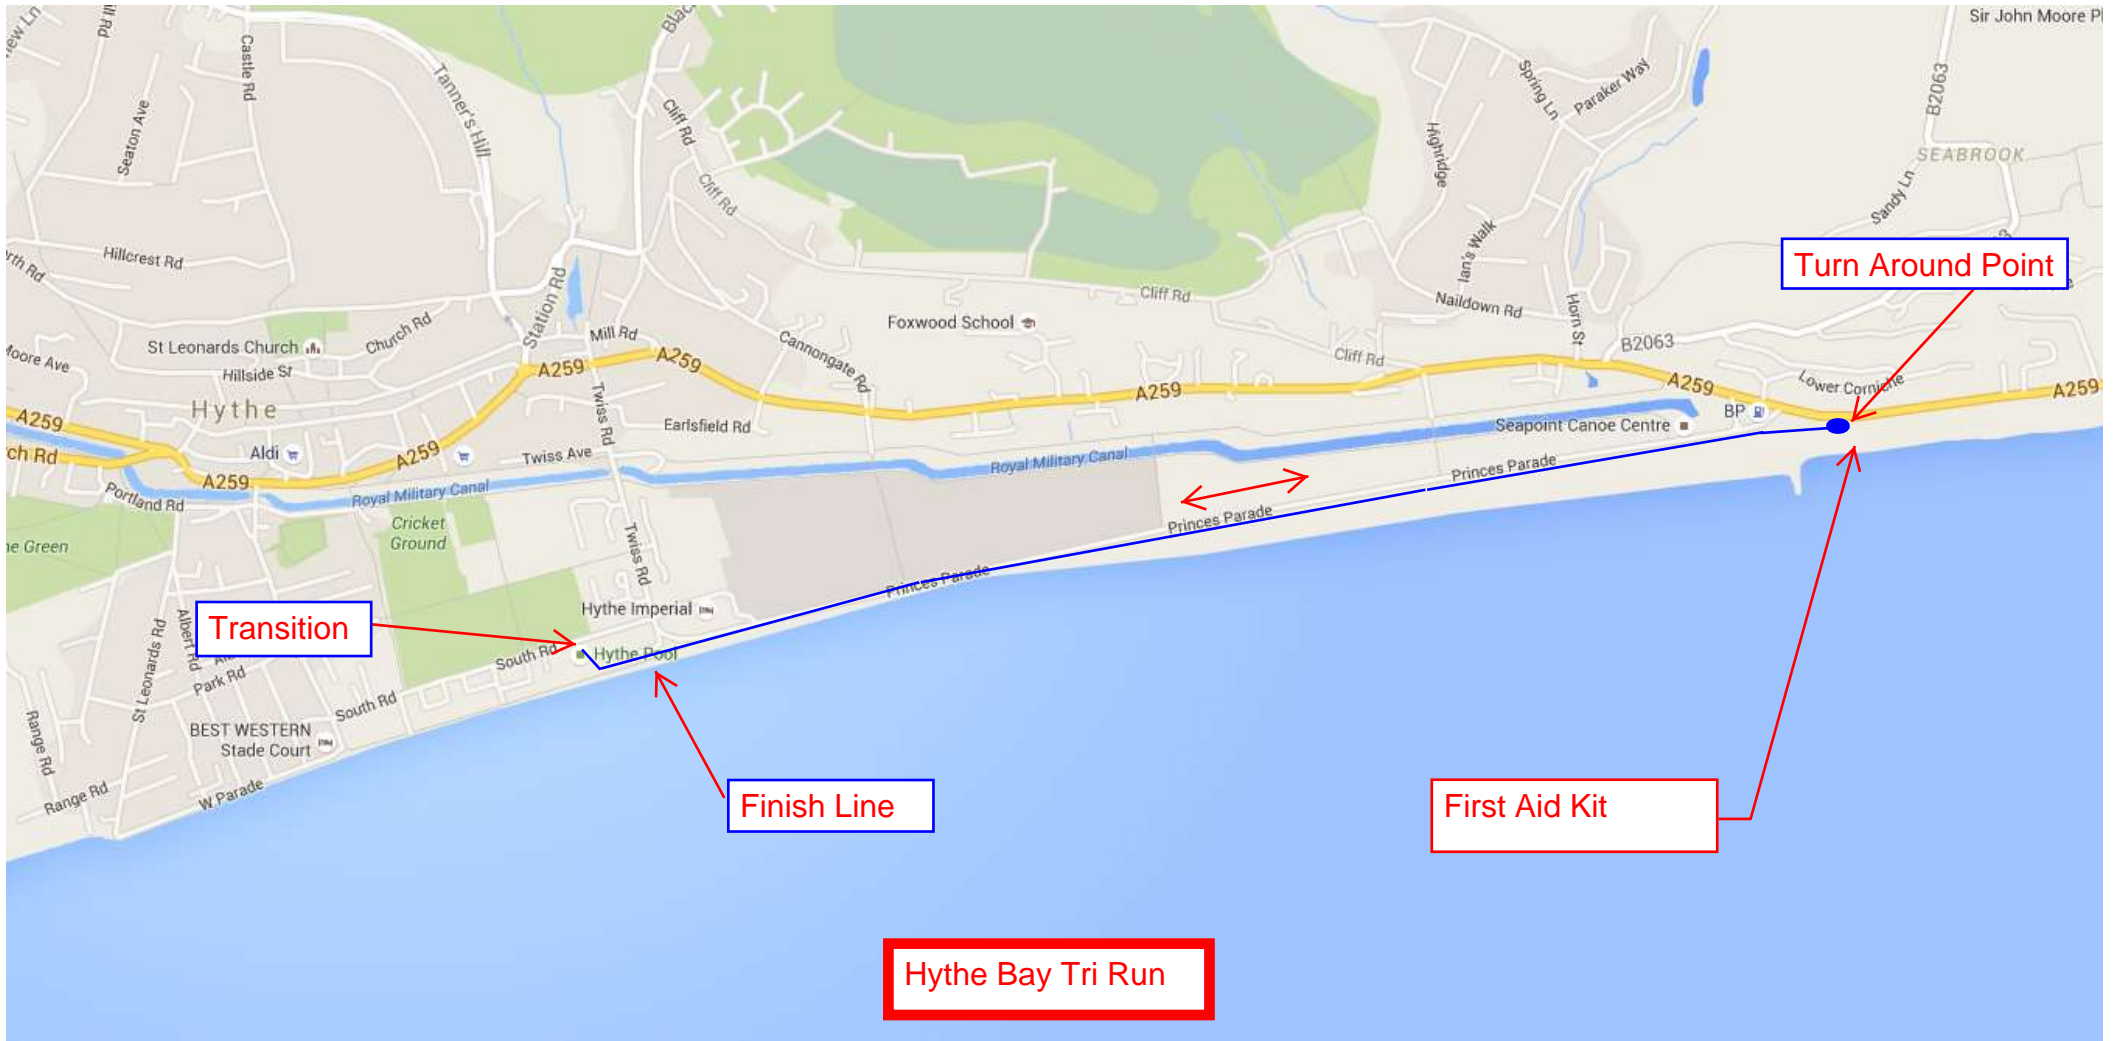 Sir John Moore Pl
Castle Rd
Seaton Ave
Tanner's Hill
Cliff Rd
Cliff Rd
Highridge
Spring Ln
Paraker Way
B2063
SEABROOK
Sandy Ln
Hillcrest Rd
Station Rd
Ian's Walk
Turn Around Point
Cliff Rd
Naildown Rd
Horn St
Foxwood School
St Leonards Church
Church Rd
Mill Rd
Cannongate Rd
B2063
Cliff Rd
Moore Ave
Hillside St
A259
A259
A259
A259
Lower Corniche
A259
Hythe
A259
Twiss Rd
Earlsfield Rd
BP
Seapoint Canoe Centre
Aldi
A259
Twiss Ave
Royal Military Canal
Princes Parade
A259
Royal Military Canal
Portland Rd
Cricket
Ground
Princes Parade
Twiss Rd
Princes Parade
Hythe Imperial
Transition
Albert Rd
St Leonards Rd
South Rd
Hythe Pool
Park Rd
South Rd
Range Rd
BEST WESTERN
Stade Court
Range Rd
W Parade
Finish Line
First Aid Kit
Hythe Bay Tri Run